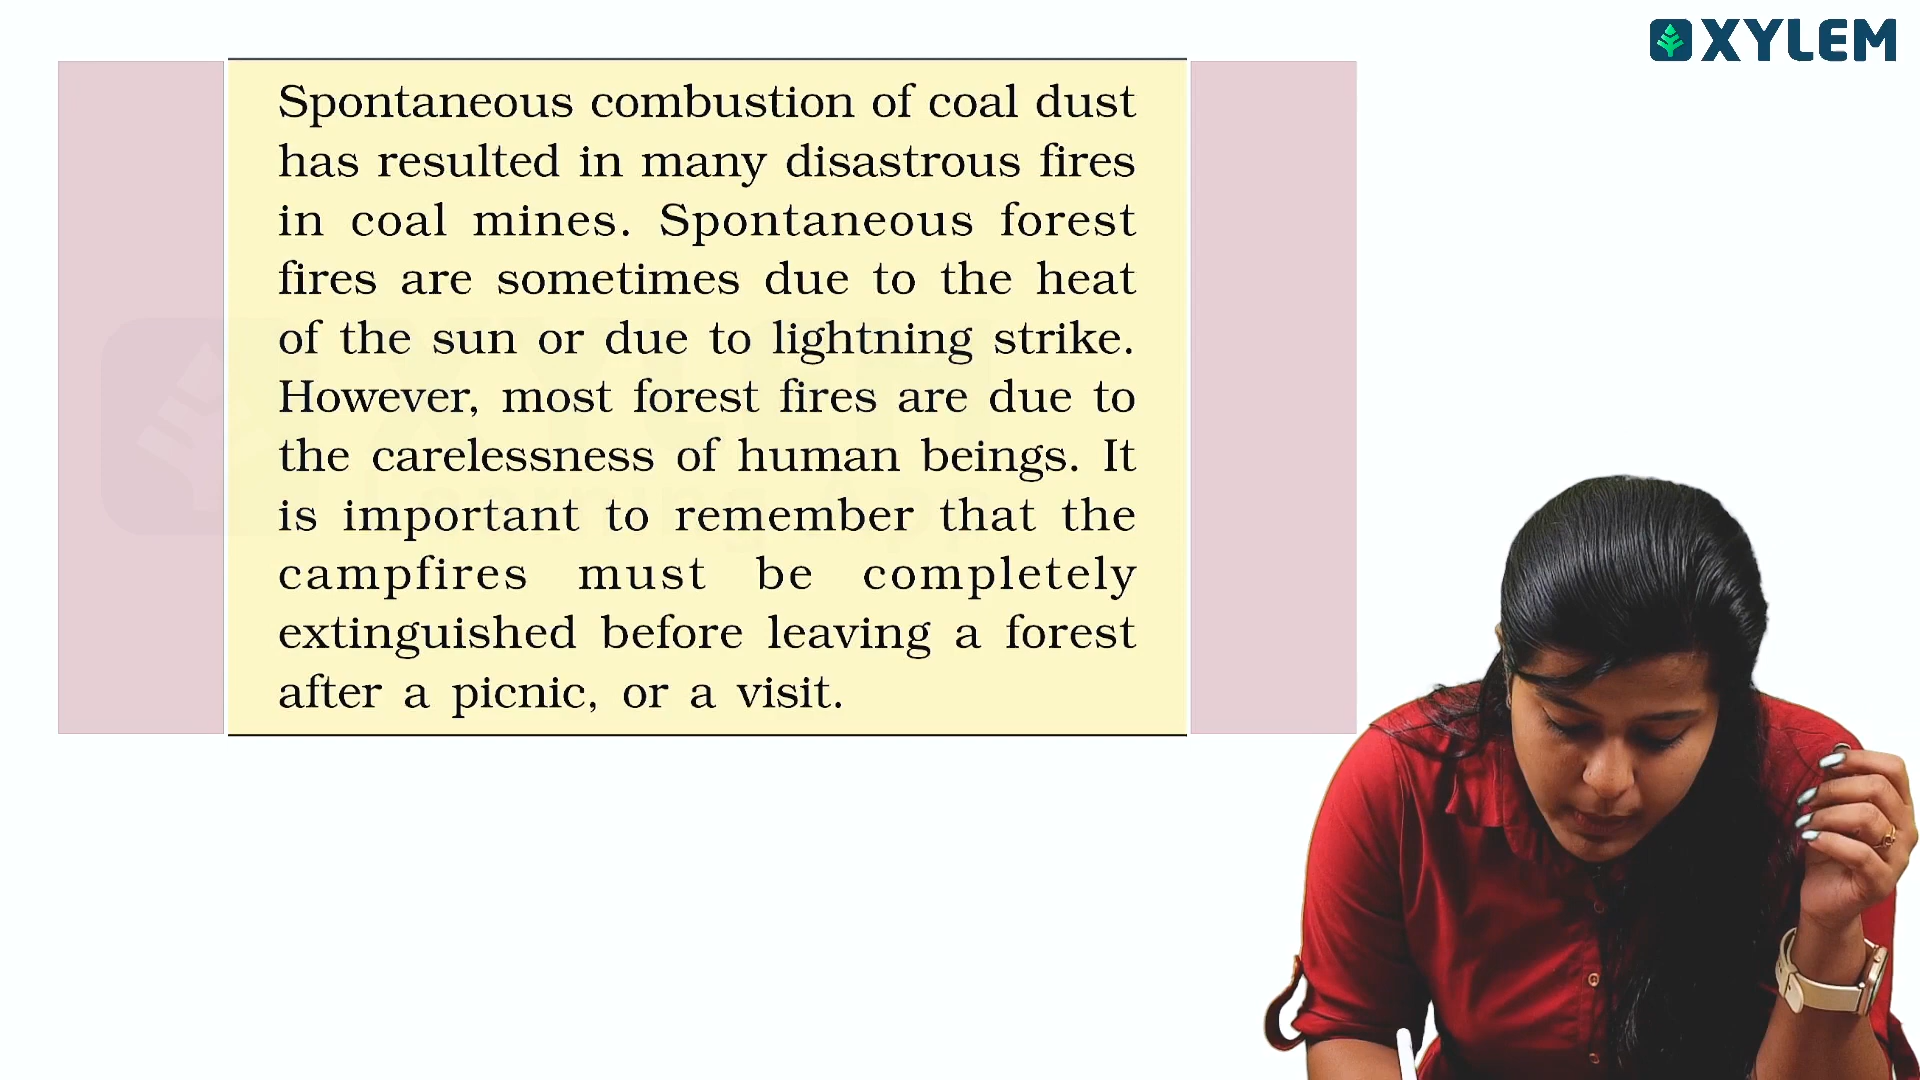 XYLEM
Spontaneous combustion of coal dust
has resulted in many disastrous fires
in coal mines. Spontaneous forest
fires are sometimes due to the heat
of the sun or due to lightning strike.
However, most forest fires are due to
the carelessness of human beings. It
is important to remember that the
campfires must be completely
extinguished before leaving a forest
after a picnic, or a visit.